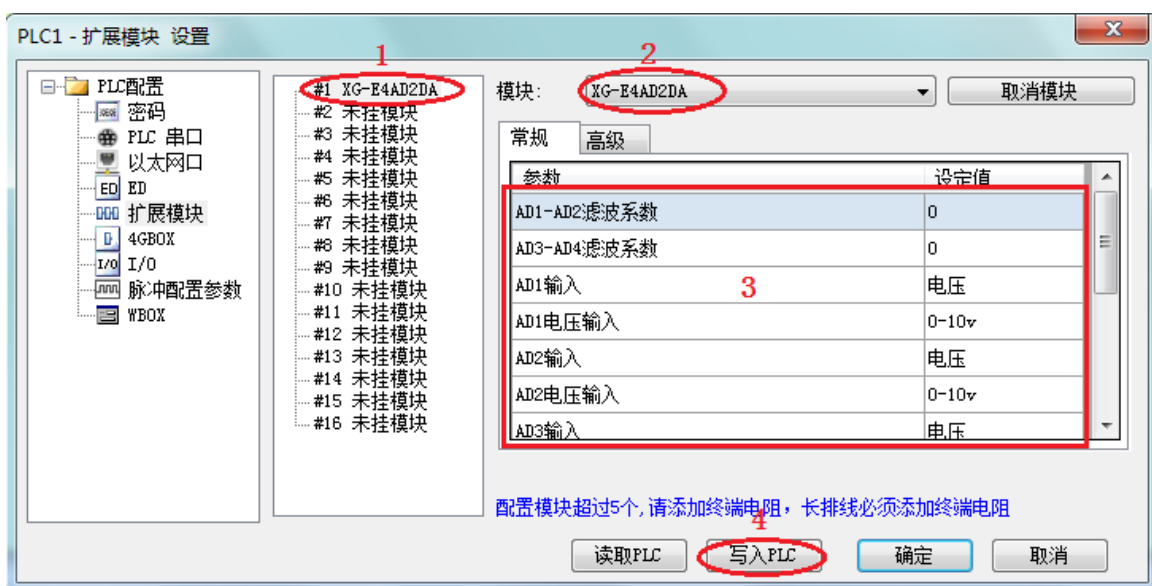 PLC1 - 扩展模块 设置
PLC配置
密码
PLC 串口
以太网口
ED ED
扩展模块
4GBOX
I/O I/O
脉冲配置参数
WBOX
1
#1 XG-E4AD2DA
#2 未挂模块
#3 未挂模块
#4 未挂模块
#5 未挂模块
#6 未挂模块
#7 未挂模块
#8 未挂模块
#9 未挂模块
#10 未挂模块
#11 未挂模块
#12 未挂模块
#13 未挂模块
#14 未挂模块
#15 未挂模块
#16 未挂模块
2
模块: XG-E4AD2DA 取消模块
常规 高级
参数 设定值
AD1-AD2滤波系数 0
AD3-AD4滤波系数 0
AD1输入 3 电压
AD1电压输入 0-10v
AD2输入 电压
AD2电压输入 0-10v
AD3输入 电压
配置模块超过5个,请添加终端电阻，长排线必须添加终端电阻
4
读取PLC 写入PLC 确定 取消